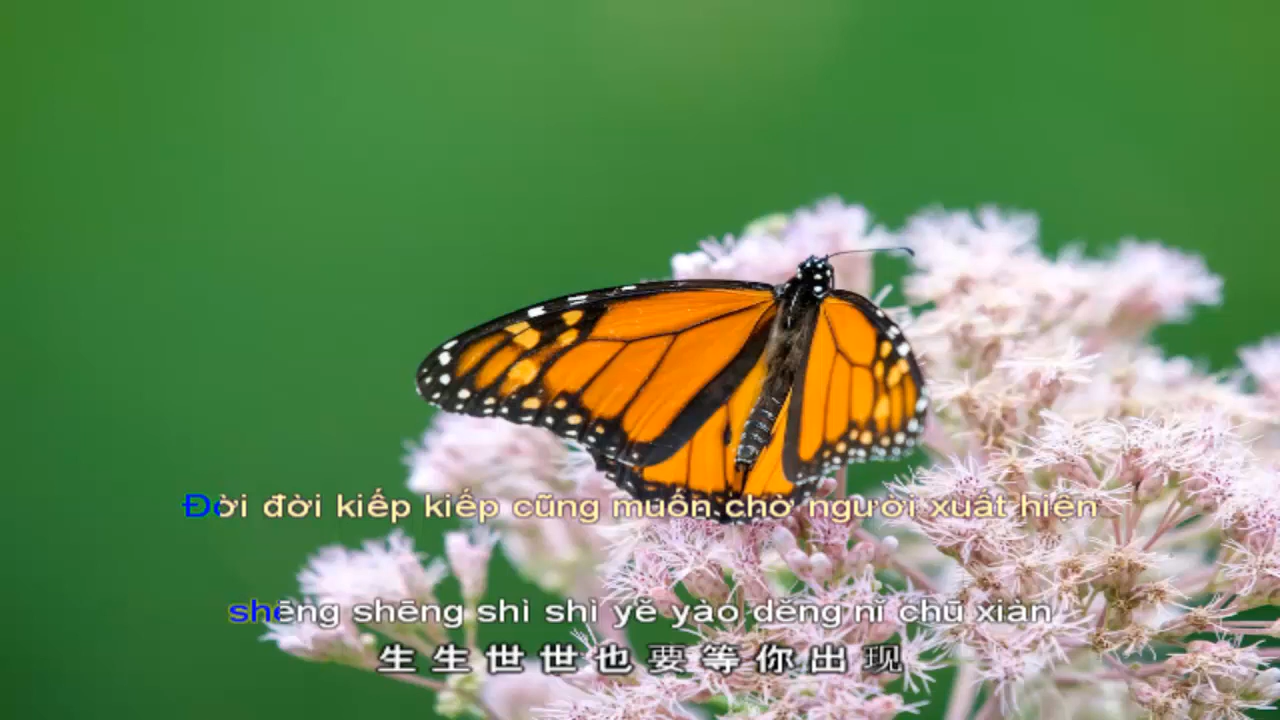 Đời đời kiếp kiếp cũng muốn chờ người xuất hiện
shēng shēng shì shì yě yào děng nǐ chū xiàn
生生世世也要等你出现